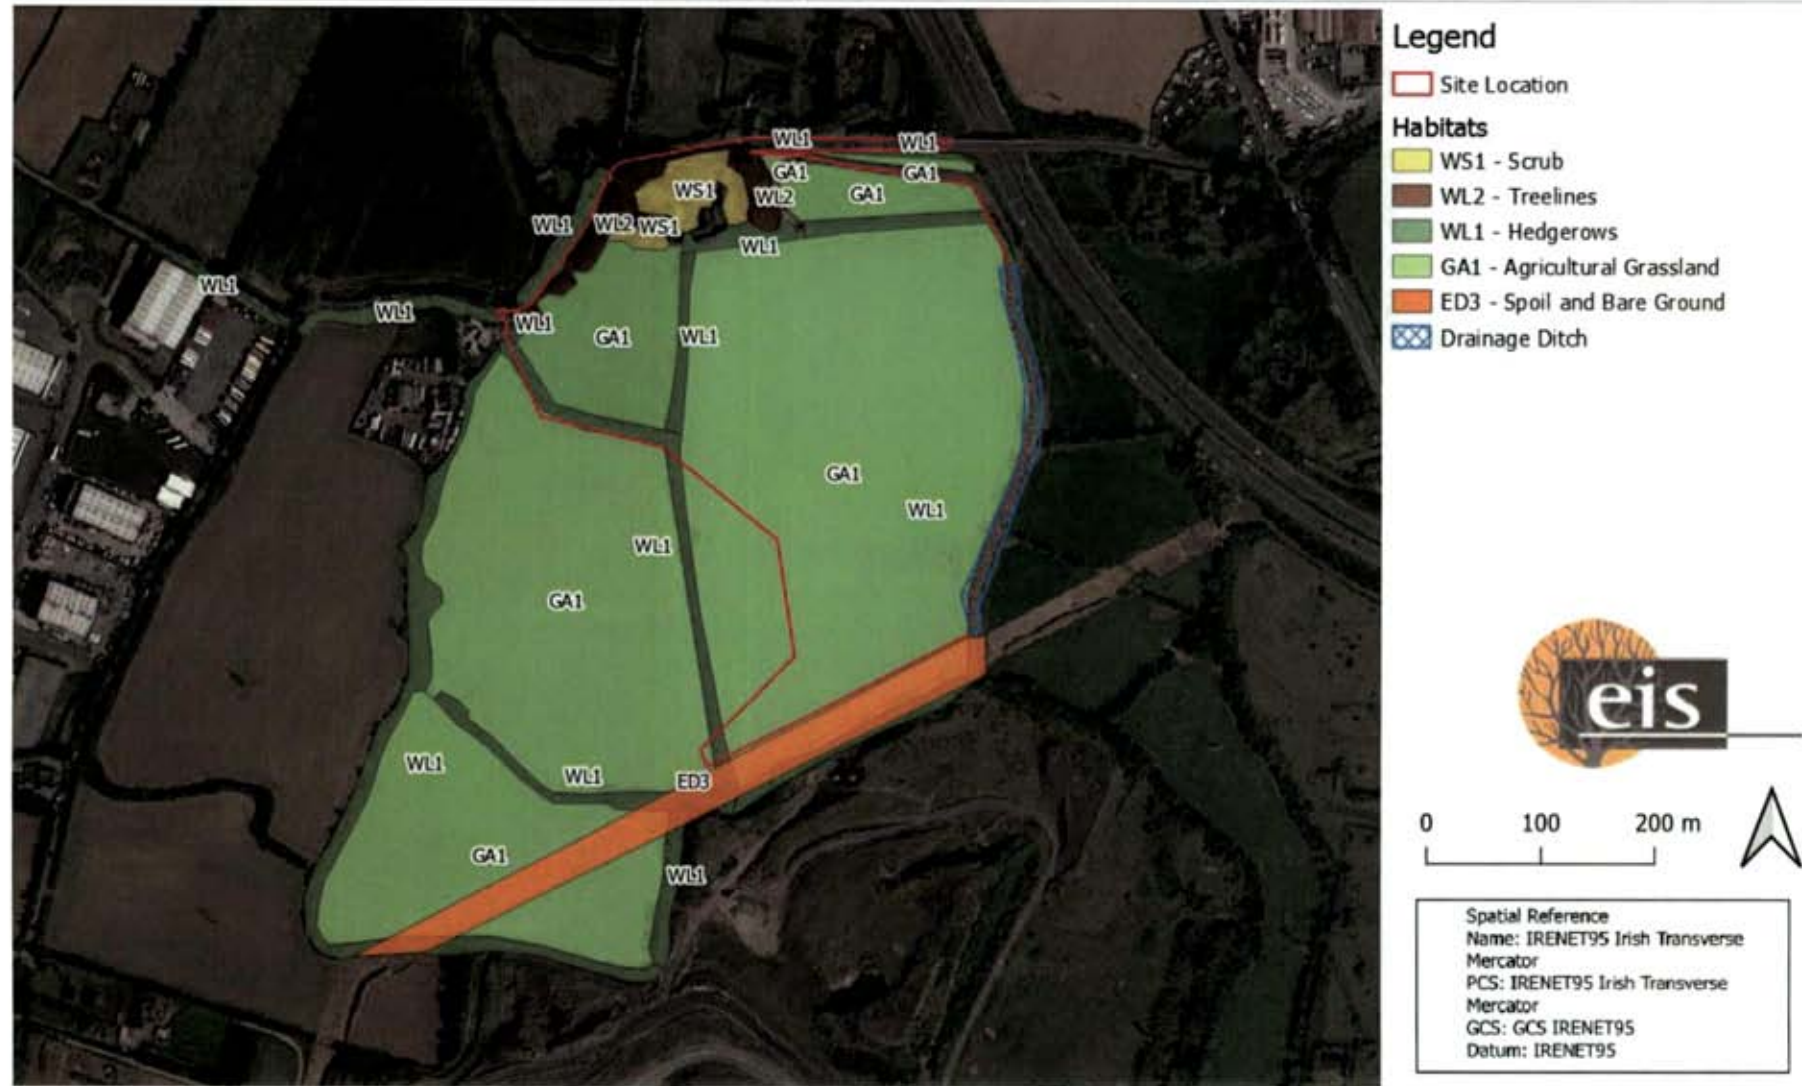 WL1
WL1
GA1
GA1
GA1
WS1
WL2
WL1
WL2
WS1
WL1
WL1
WL1
WL1
GA1
WL1
GA1
WL1
WL1
GA1
WL1
WL1
ED3
GA1
WL1
Legend
Site Location
Habitats
WS1 - Scrub
WL2 - Treelines
WL1 - Hedgerows
GA1 - Agricultural Grassland
ED3 - Spoil and Bare Ground
Drainage Ditch
eis
0 100 200 m
Spatial Reference
Name: IRENET95 Irish Transverse
Mercator
PCS: IRENET95 Irish Transverse
Mercator
GCS: GCS IRENET95
Datum: IRENET95